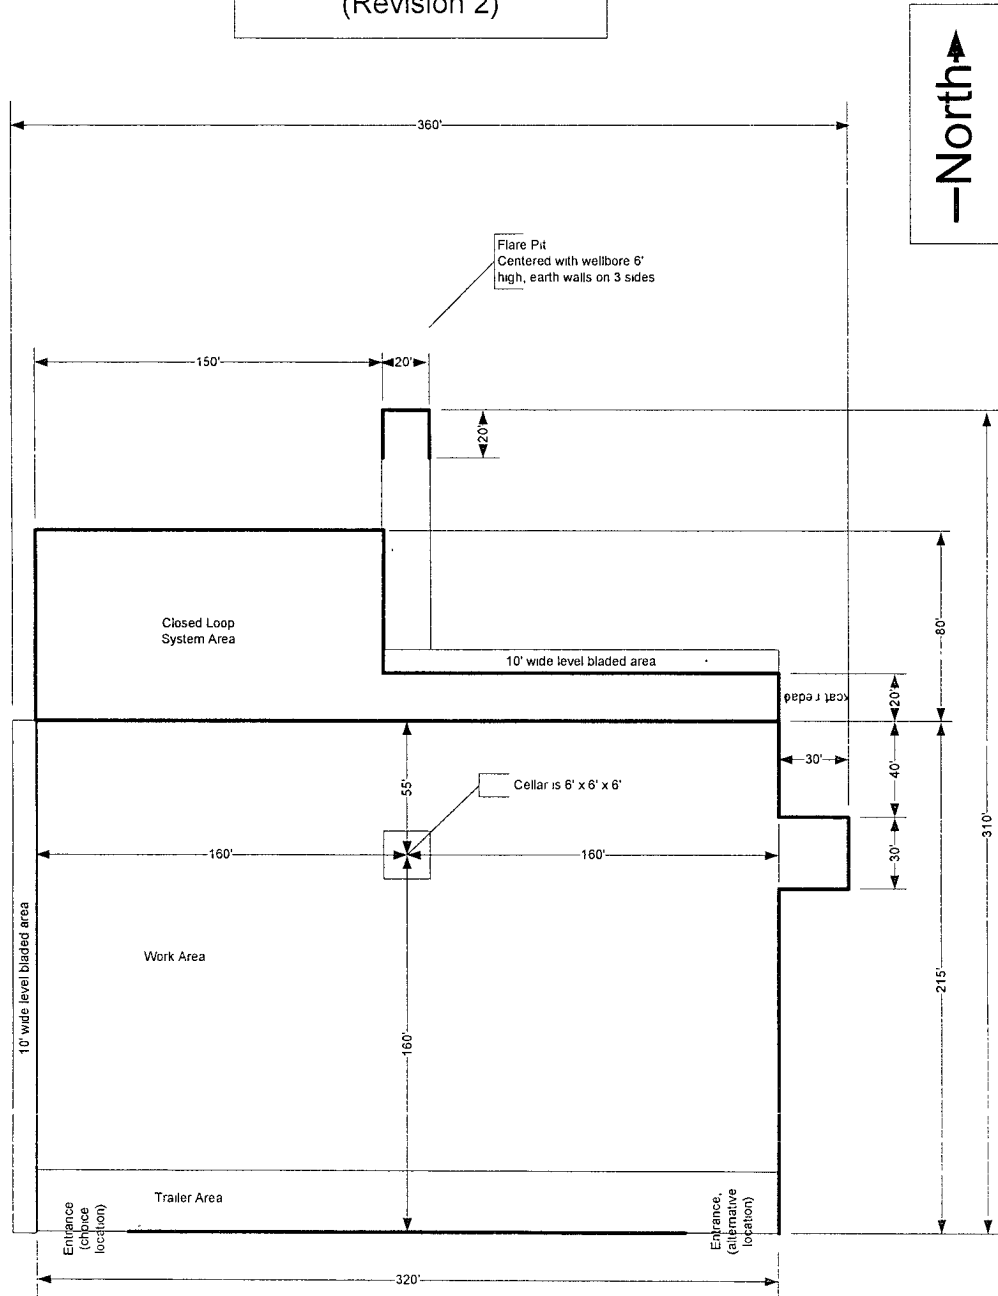 (Revision 2)
North
360'
Flare Pit
Centered with wellbore 6'
high, earth walls on 3 sides
150'
20'
20'
Closed Loop
System Area
80'
10' wide level bladed area
20'
30'
40'
55'
Cellar is 6' x 6' x 6'
310'
160'
160'
30'
10' wide level bladed area
Work Area
215'
160'
Trailer Area
Entrance
(choice
location)
Entrance,
(alternative
location)
320'